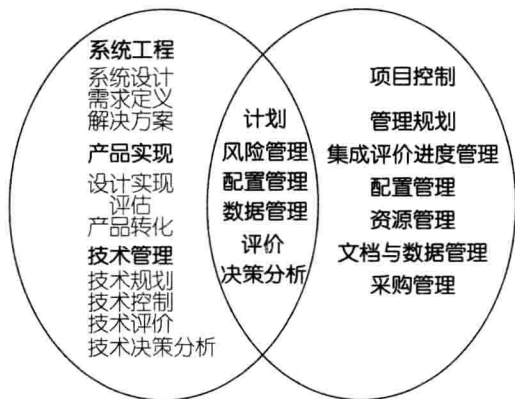 系统工程
系统设计
需求定义
解决方案
产品实现
设计实现
评估
产品转化
技术管理
技术规划
技术控制
技术评价
技术决策分析
计划
风险管理
配置管理
数据管理
评价
决策分析
项目控制
管理规划
集成评价进度管理
配置管理
资源管理
文档与数据管理
采购管理